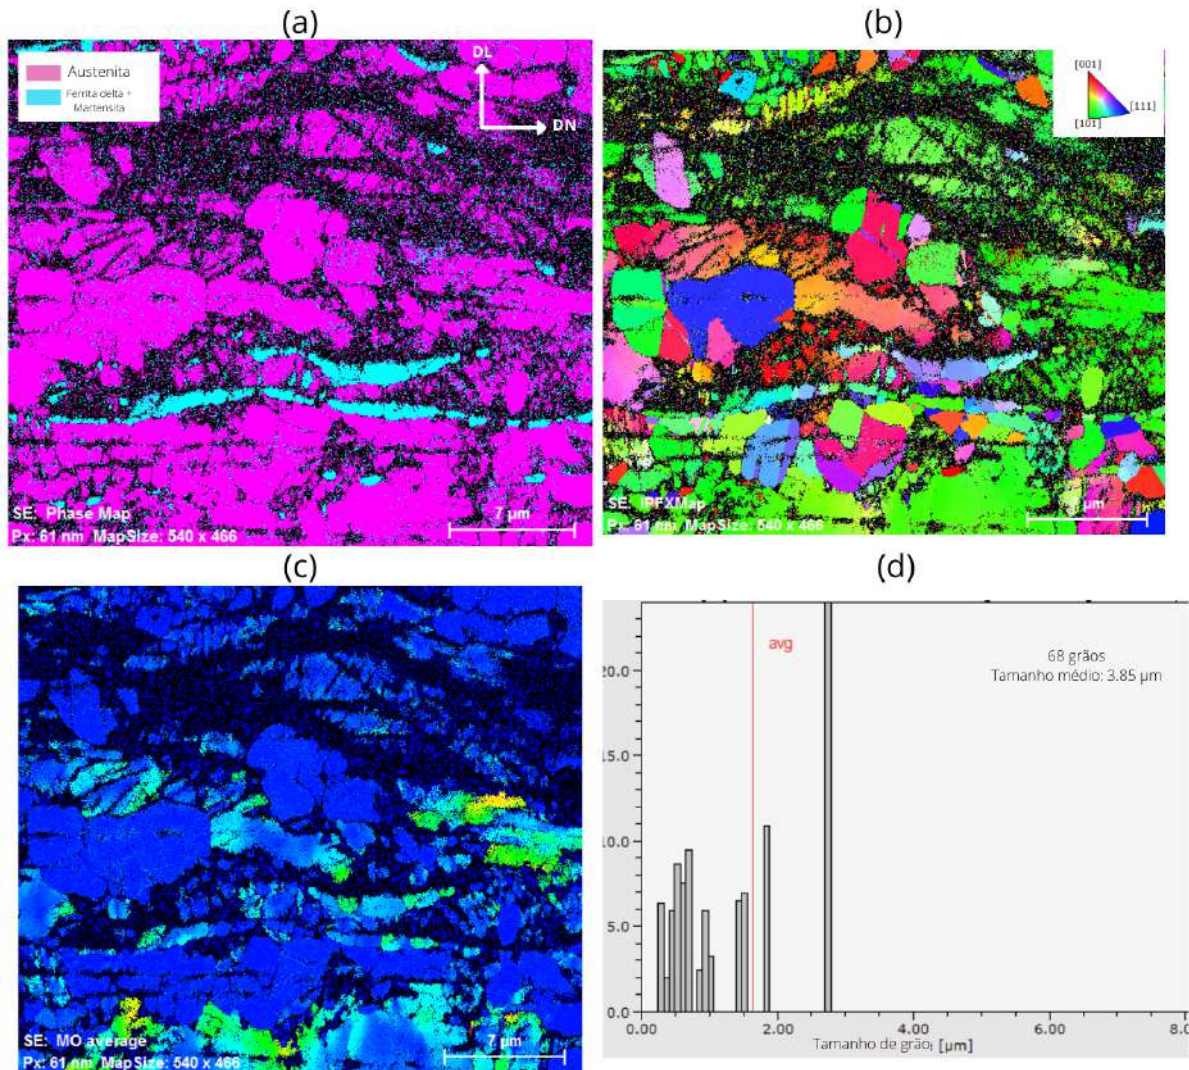 (a)
Austenita
Ferrita delta +
Martensita
DL
DN
SE: Phase Map
Px: 61 nm MapSize: 540 x 466
7 µm
(b)
[001]
[111]
[101]
SE: IPFXMap
Px: 61 nm MapSize: 540 x 466
µm
(c)
SE: MO average
Px: 61 nm MapSize: 540 x 466
7 µm
(d)
avg
68 grãos
Tamanho médio: 3.85 µm
20.0
15.0
10.0
5.0
0.0
0.00 2.00 4.00 6.00 8.0
Tamanho de grão [µm]